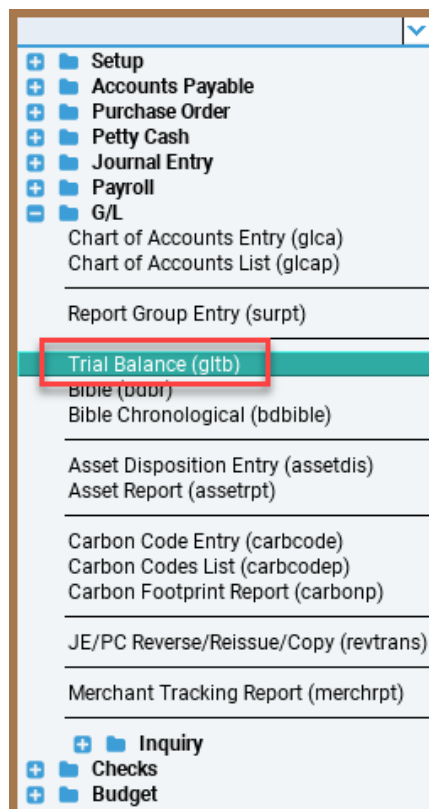 Setup
Accounts Payable
Purchase Order
Petty Cash
Journal Entry
Payroll
G/L
Chart of Accounts Entry (glca)
Chart of Accounts List (glcap)
Report Group Entry (surpt)
Trial Balance (gltb)
Bible (bdbr)
Bible Chronological (bdbible)
Asset Disposition Entry (assetdis)
Asset Report (assetrpt)
Carbon Code Entry (carbcode)
Carbon Codes List (carbcodep)
Carbon Footprint Report (carbonp)
JE/PC Reverse/Reissue/Copy (revtrans)
Merchant Tracking Report (merchrpt)
Inquiry
Checks
Budget